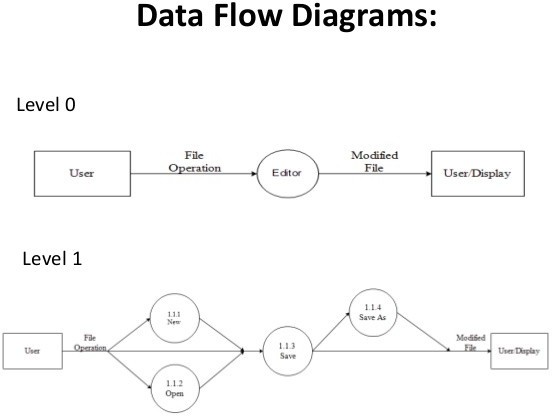 Data Flow Diagrams:
Level 0
User
File
Operation
Editor
Modified
File
User/Display
Level 1
User
File
Operation
1.1.1
New
1.1.2
Open
1.1.3
Save
1.1.4
Save As
Modified
File
User/Display